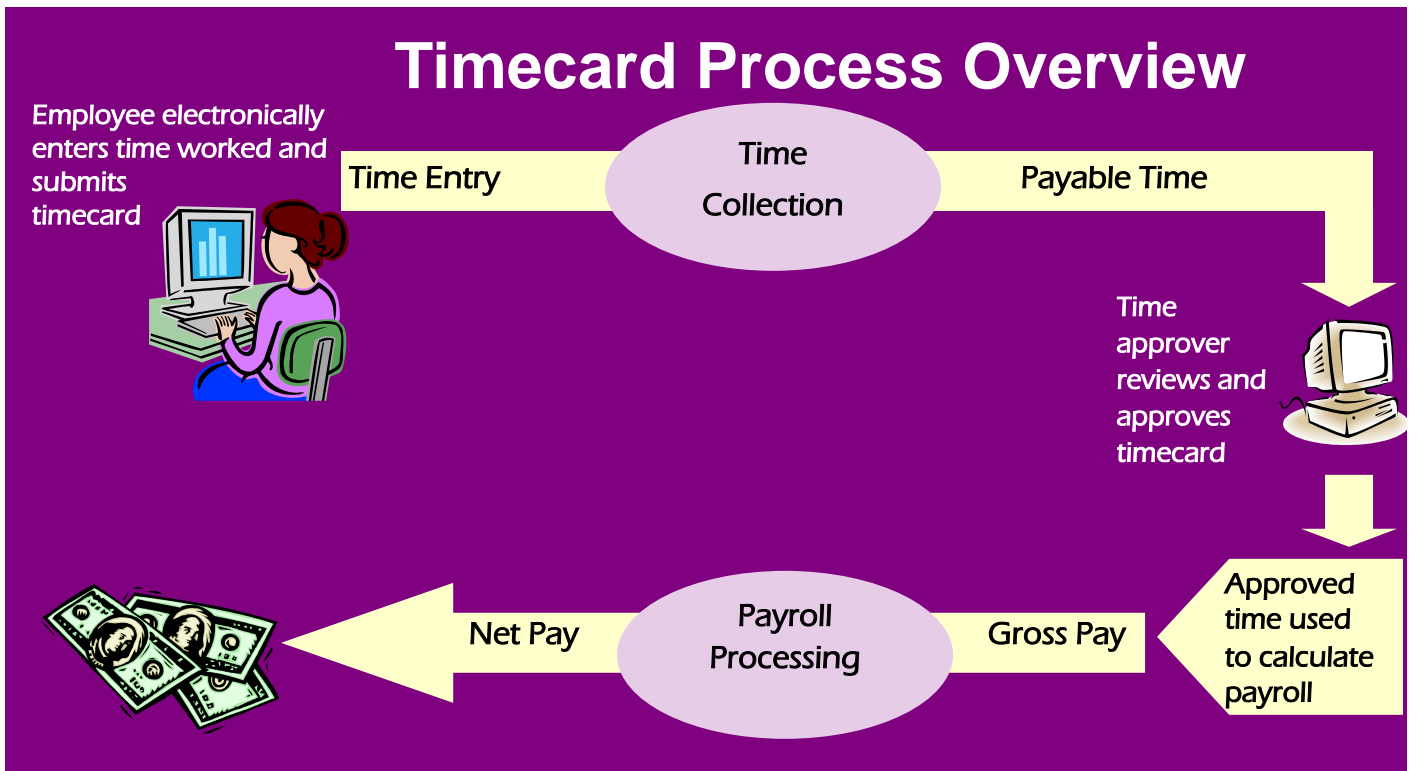 Timecard Process Overview
Employee electronically
enters time worked and
submits
timecard
Time Entry
Time
Collection
Payable Time
Time
approver
reviews and
approves
timecard
Approved
time used
to calculate
payroll
Gross Pay
Payroll
Processing
Net Pay